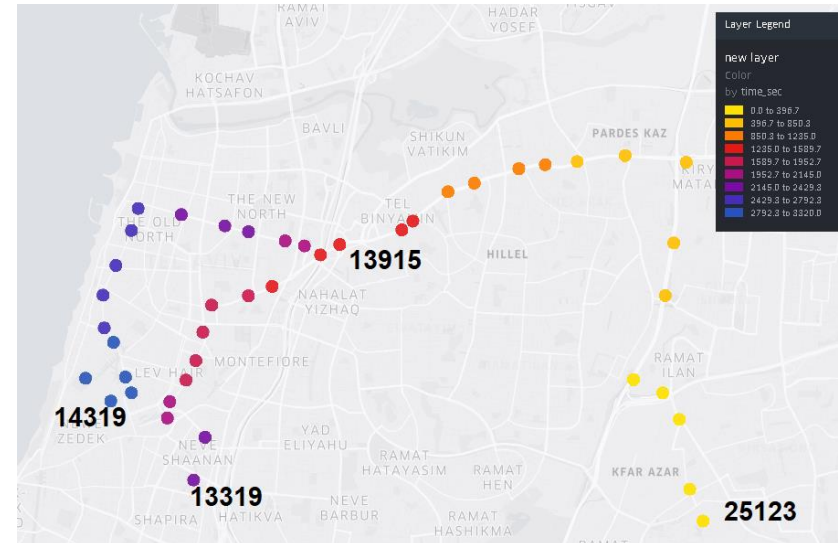 RAMAT
AVIV
HADAR
YOSEF
KOCHAV
HATSAFON
BAVLI
SHIKUN
VATIKIM
PARDES KAZ
KIRY
MATA
THE NEW
NORTH
TEL
BINYAMIN
THE OLD
NORTH
13915
HILLEL
NAHALAT
YIZHAQ
RAMAT
ILAN
MONTEFIORE
LEV HAIR
14319
ZEDEK
YAD
ELIYAHU
NEVE
SHAANAN
RAMAT
HATAYASIM
RAMAT
HEN
KFAR AZAR
13319
25123
SHAPIRA
HATIKVA
NEVE
BARBUR
RAMAT
HASHIKMA
Layer Legend
new layer
Color
by time_sec
0.0 to 396.7
396.7 to 850.3
850.3 to 1235.0
1235.0 to 1589.7
1589.7 to 1952.7
1952.7 to 2145.0
2145.0 to 2429.3
2429.3 to 2792.3
2792.3 to 3320.0